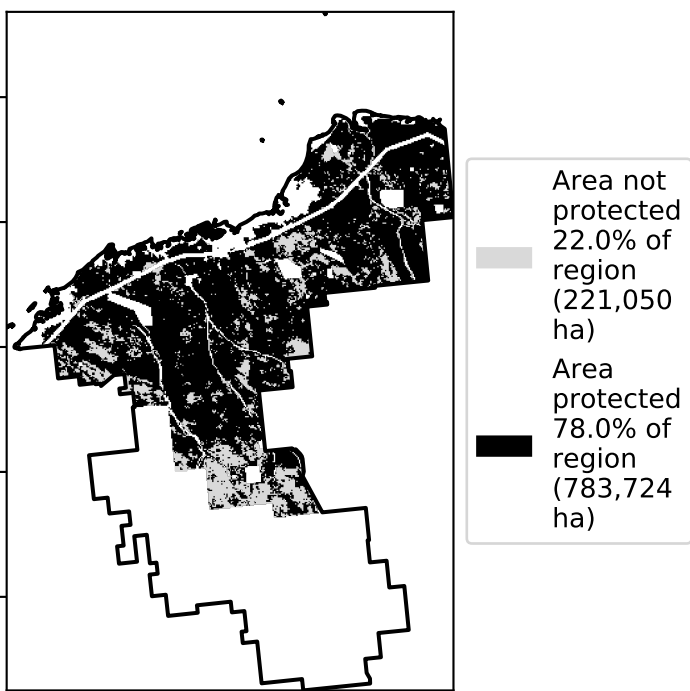 Area not
protected
22.0% of
region
(221,050
ha)
Area
protected
78.0% of
region
(783,724
ha)